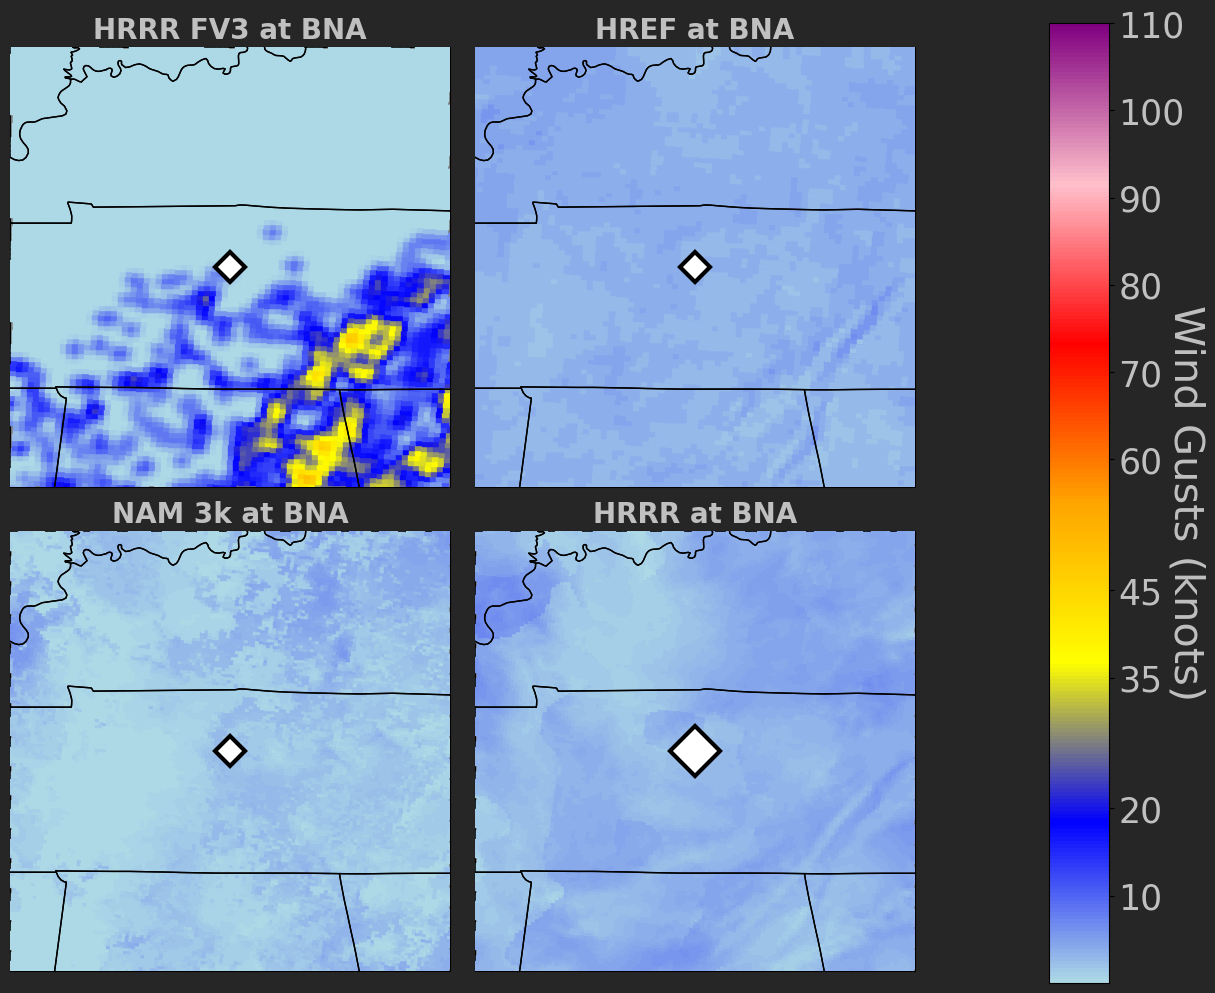 HRRR FV3 at BNA
HREF at BNA
NAM 3k at BNA
HRRR at BNA
110
100
90
80
70
60
45
35
20
10
Wind Gusts (knots)